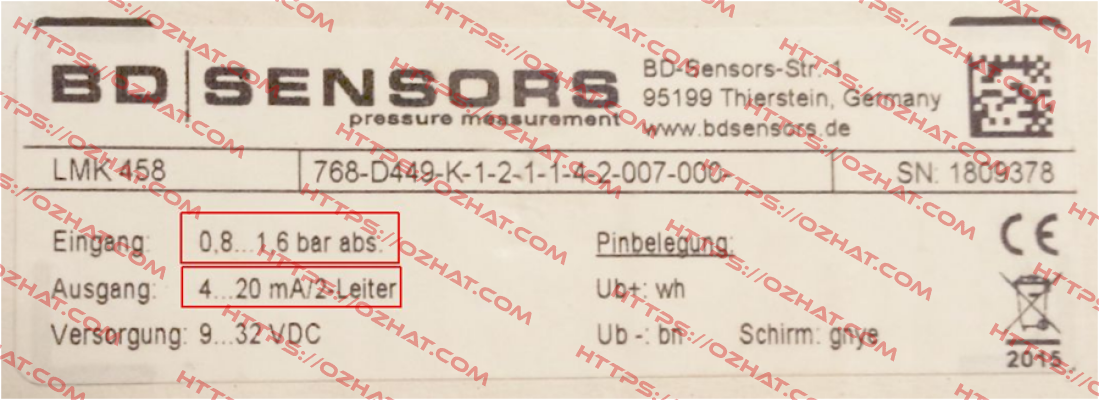 BD SENSORS
pressure measurement
BD-Sensors-Str. 1
95199 Thierstein, Germany
www.bdsensors.de
LMK 458 768-D449-K-1-2-1-1-4-2-007-000 SN: 1809378
Eingang: 0,8...1,6 bar abs.
Ausgang: 4...20 mA/2-Leiter
Versorgung: 9...32 VDC
Pinbelegung:
Ub+: wh
Ub -: bn Schirm: gnye
CE
2015
HTTPS://OZHAT.COM